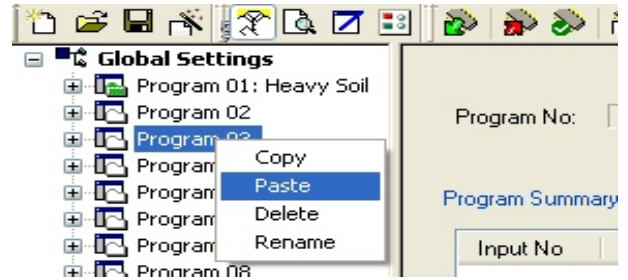 Global Settings
Program 01: Heavy Soil
Program 02
Program 03
Program
Program
Program
Program
Program 08
Copy
Paste
Delete
Rename
Program No:
Program Summary
Input No